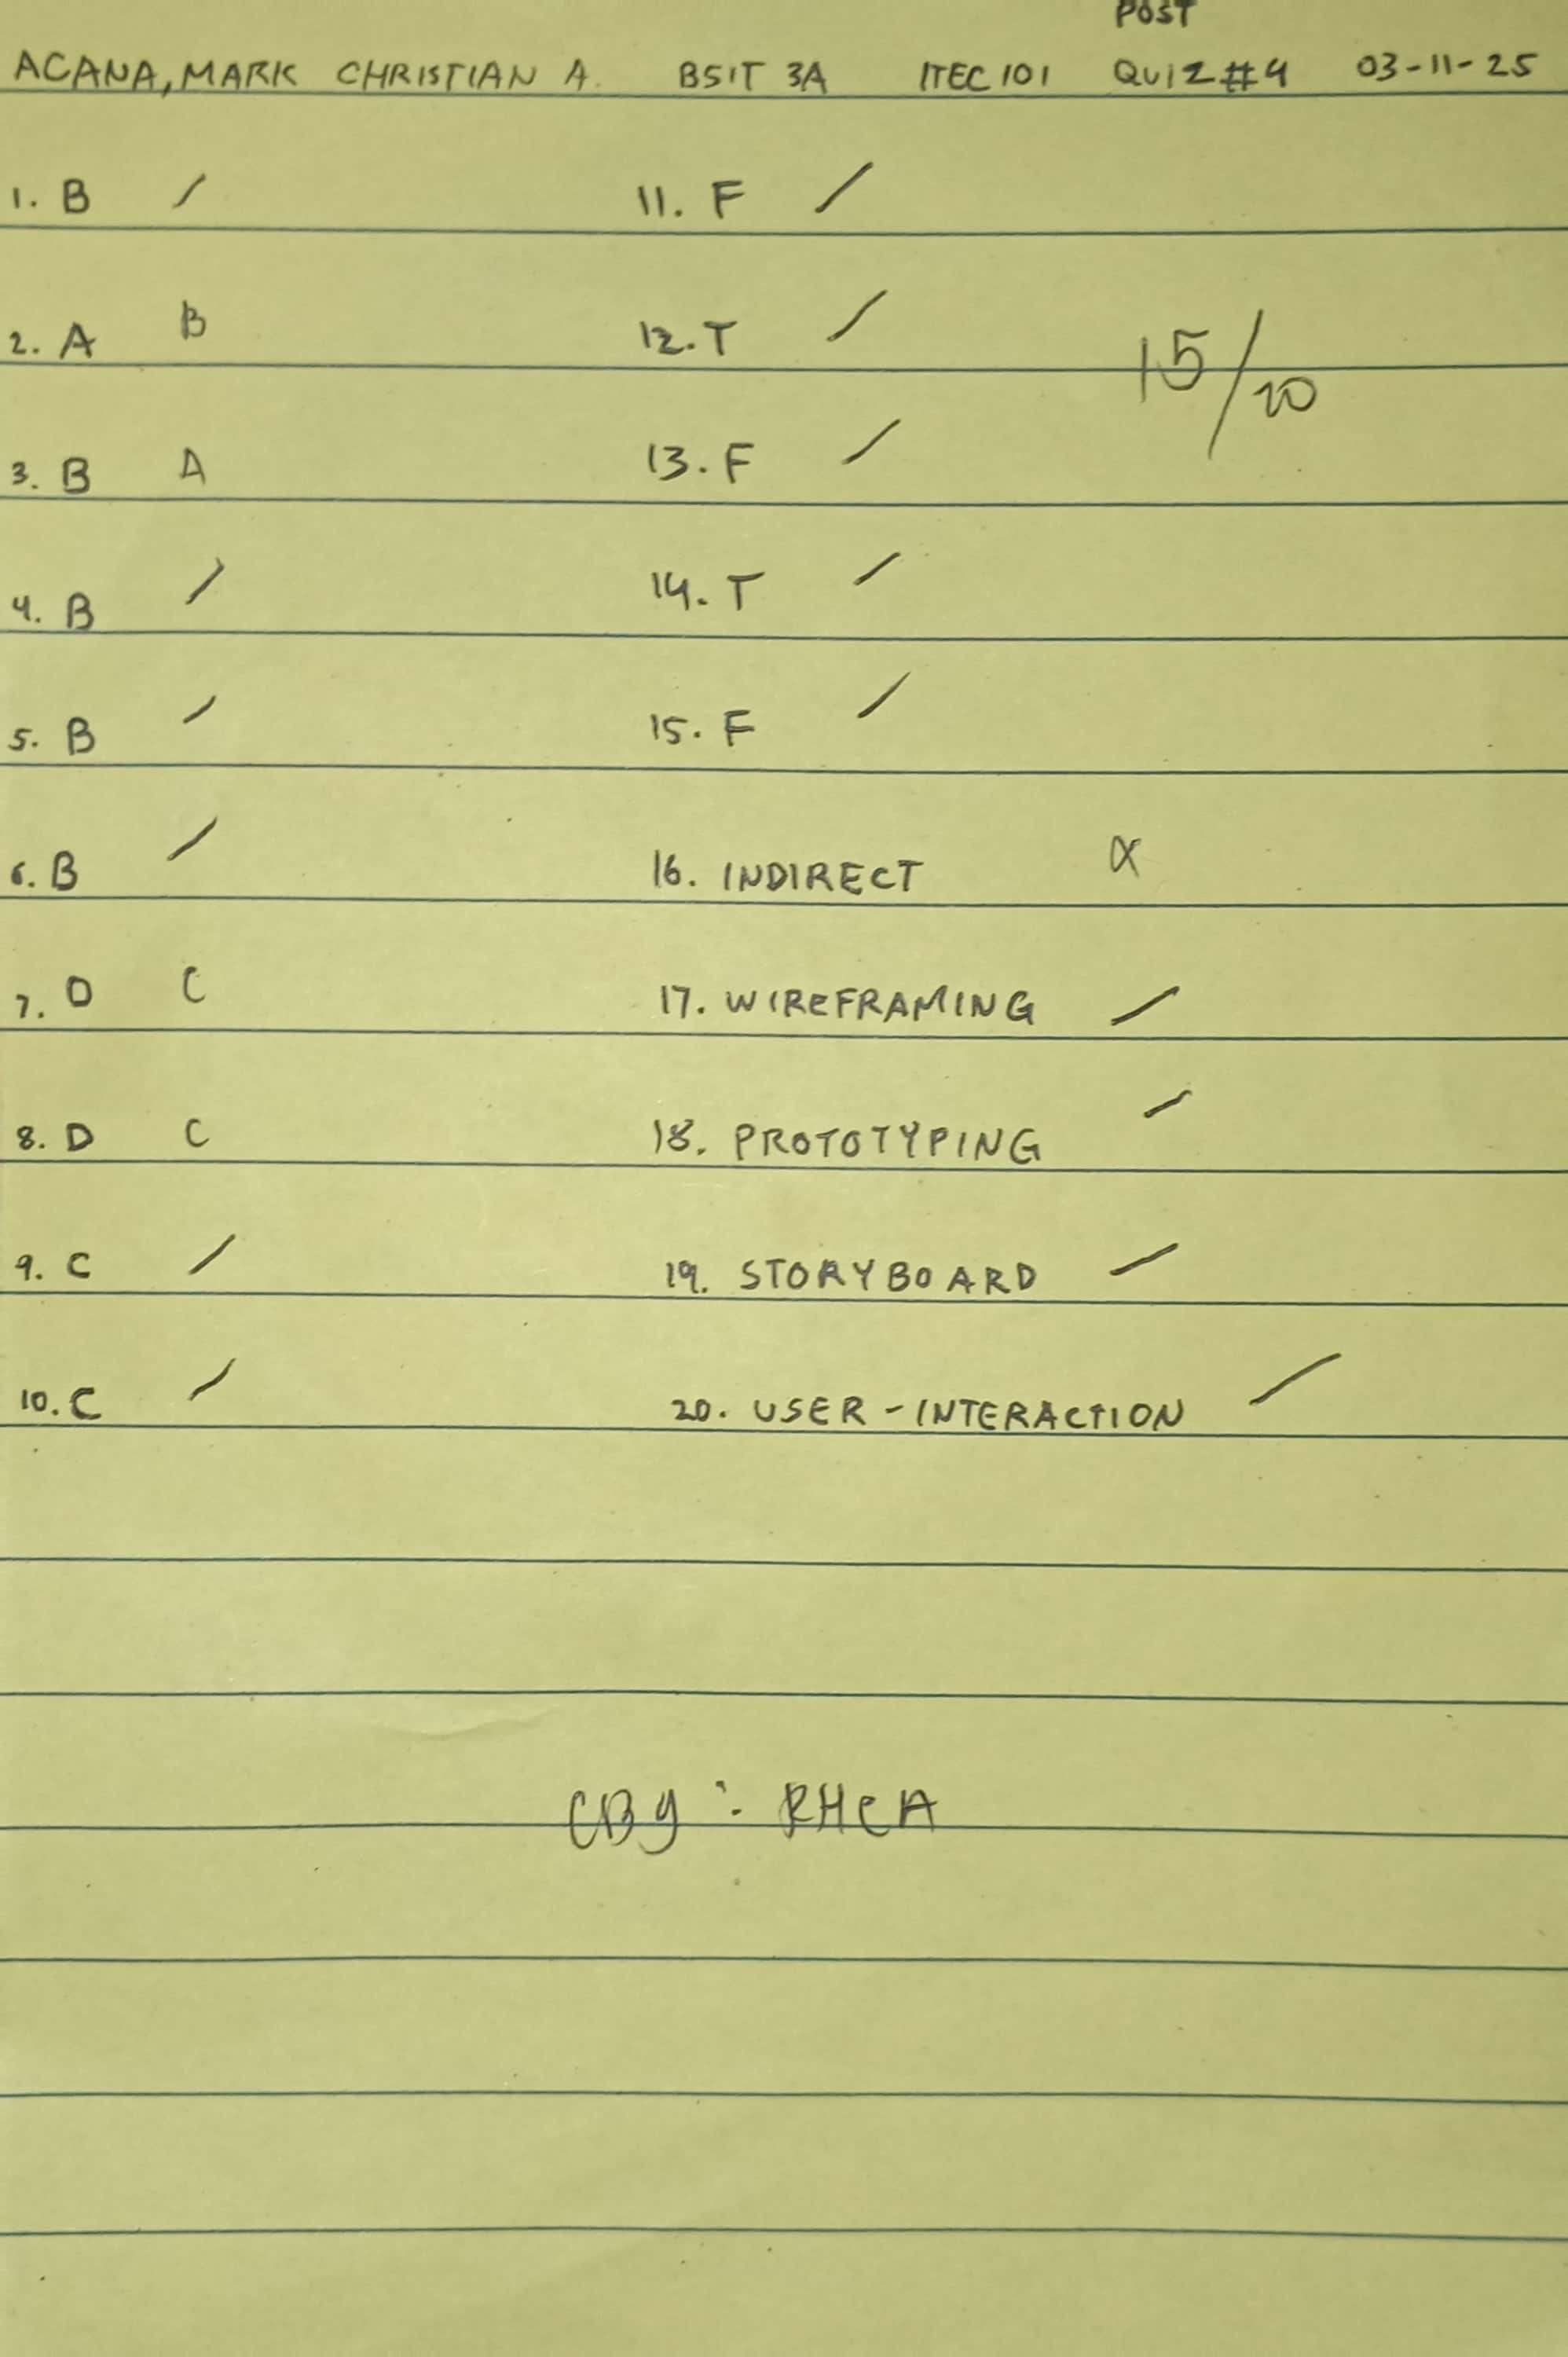 POST
ACANA, MARK CHRISTIAN A. BSIT 3A ITEC 101 QUIZ #4 03-11-25
1. B / 11. F /
2. A B 12. T /
15/20
3. B A 13. F /
4. B / 14. T /
5. B / 15. F /
6. B / 16. INDIRECT X
7. D C 17. WIREFRAMING /
8. D C 18. PROTOTYPING /
9. C / 19. STORYBOARD /
10. C / 20. USER-INTERACTION /
CBy: RHEA